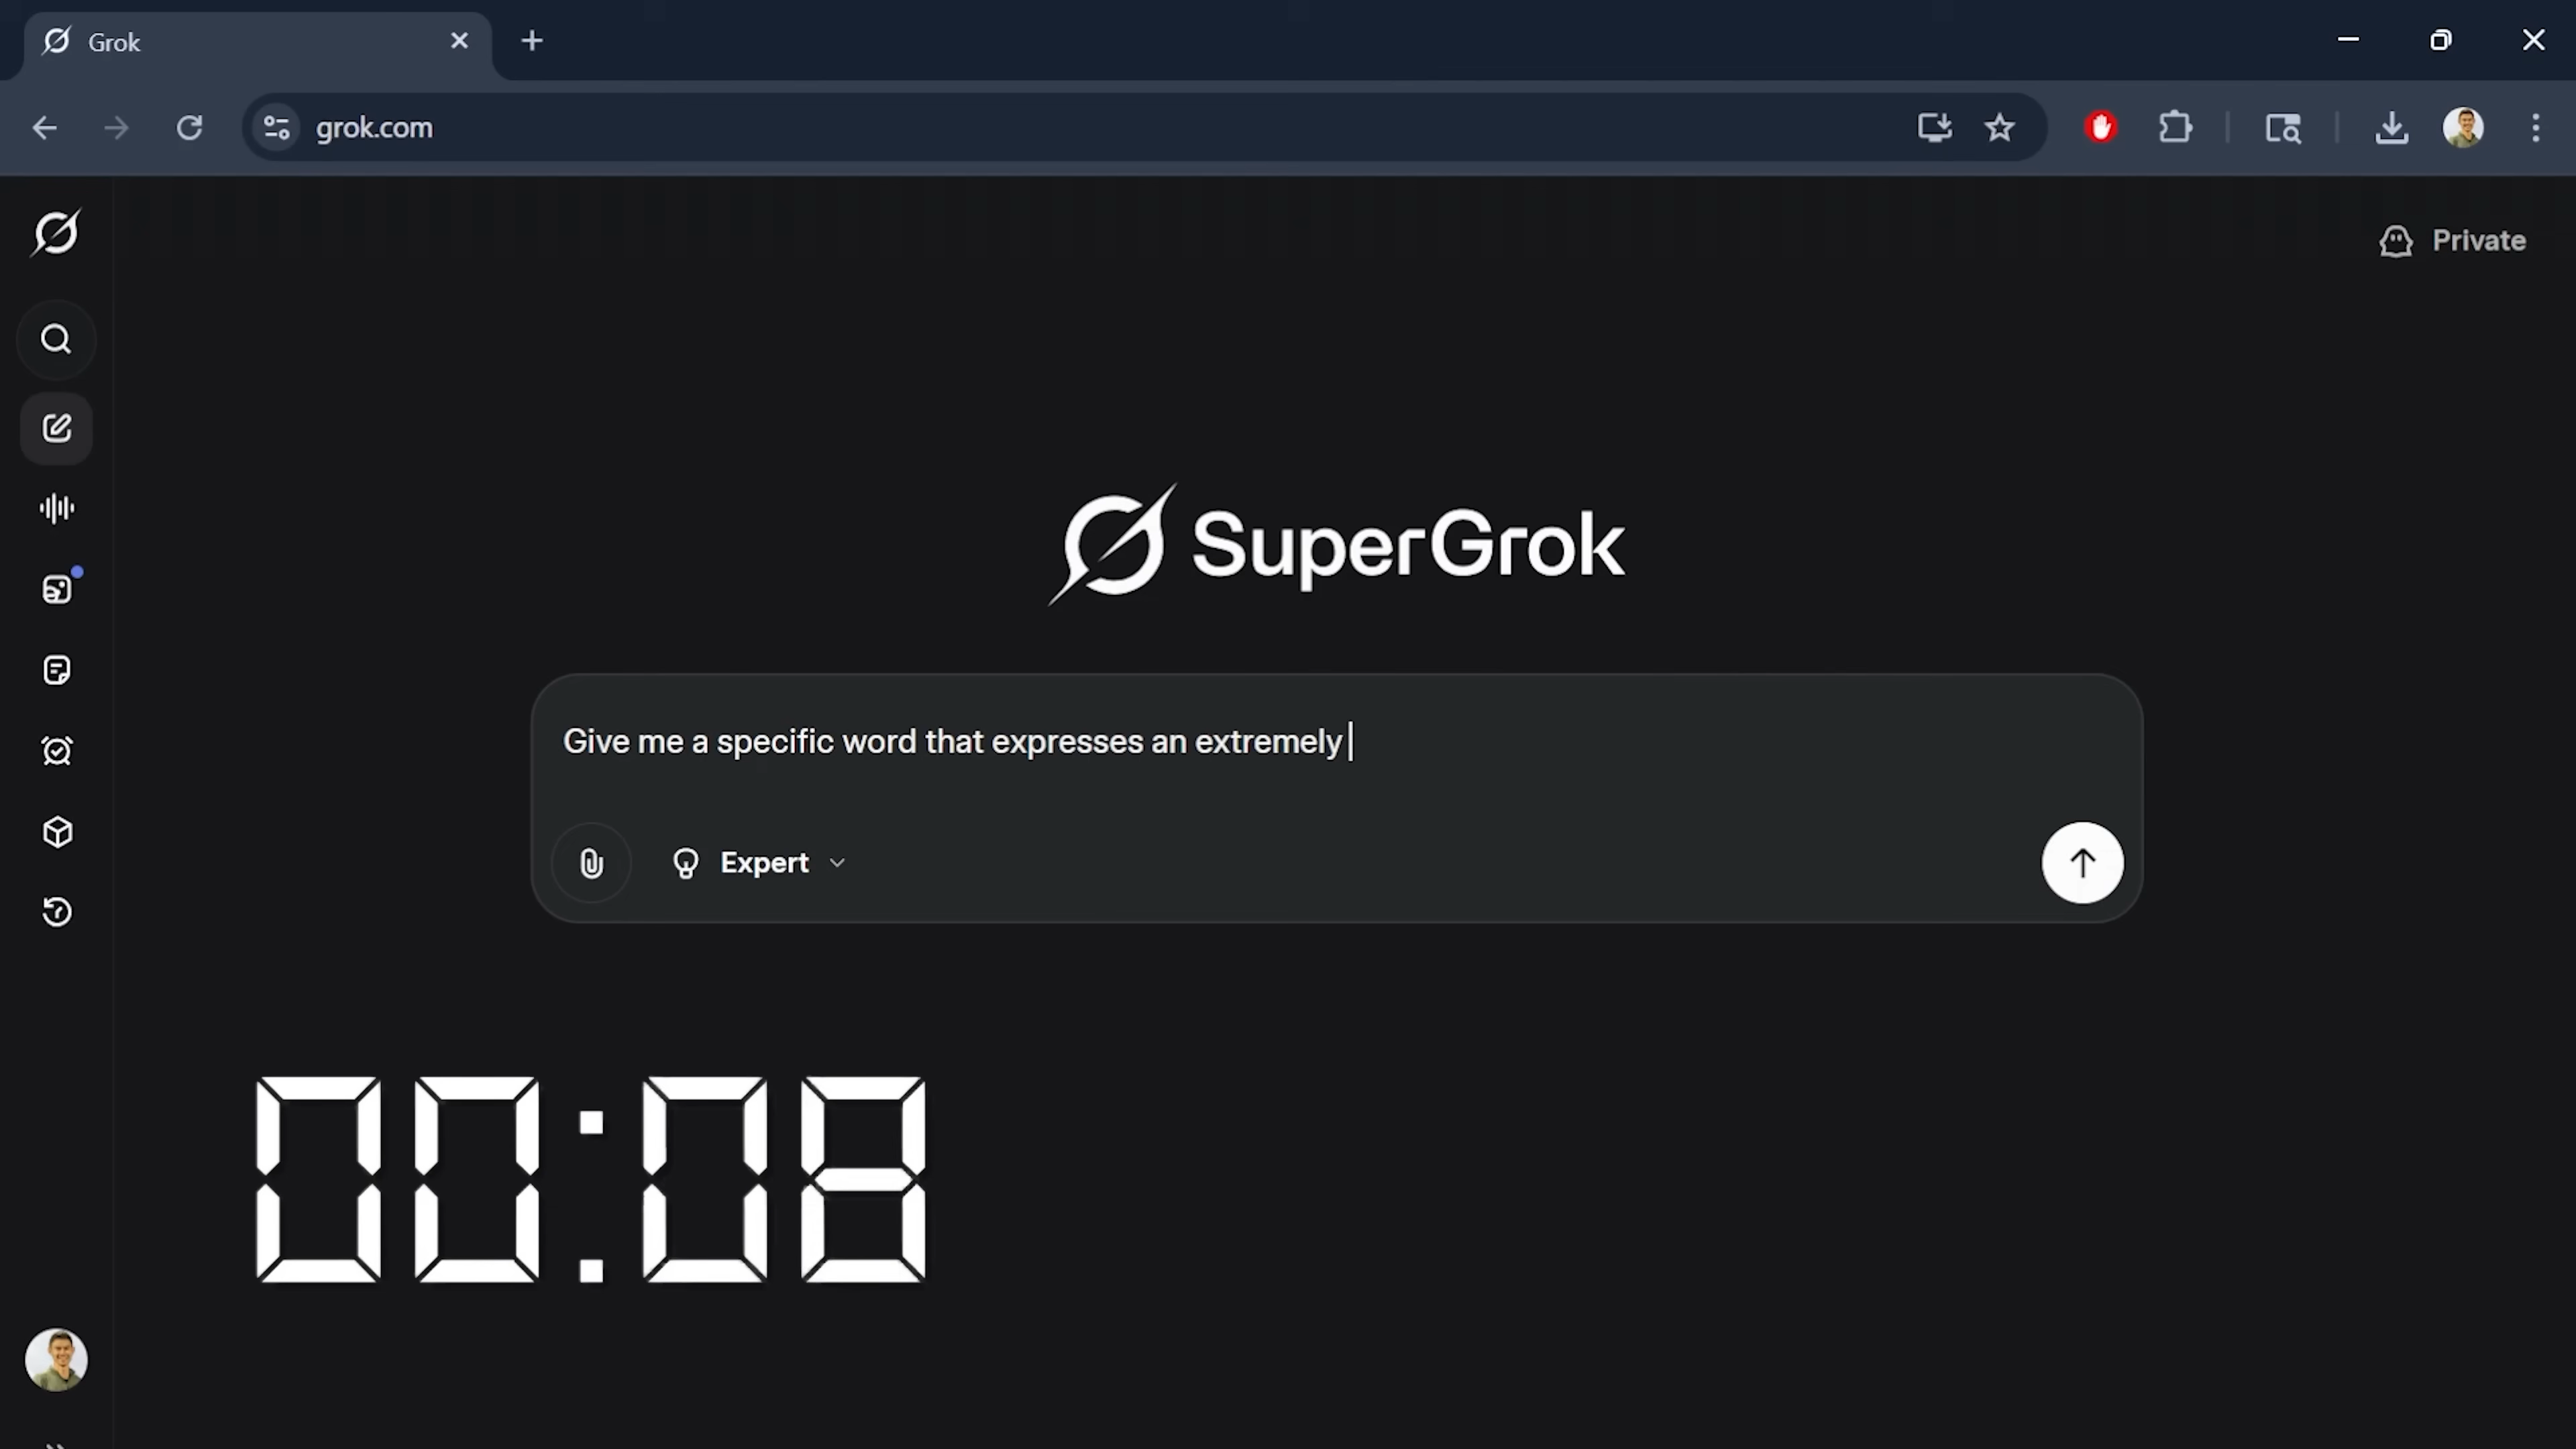 Grok
grok.com
Private
SuperGrok
Give me a specific word that expresses an extremely
Expert
00:08